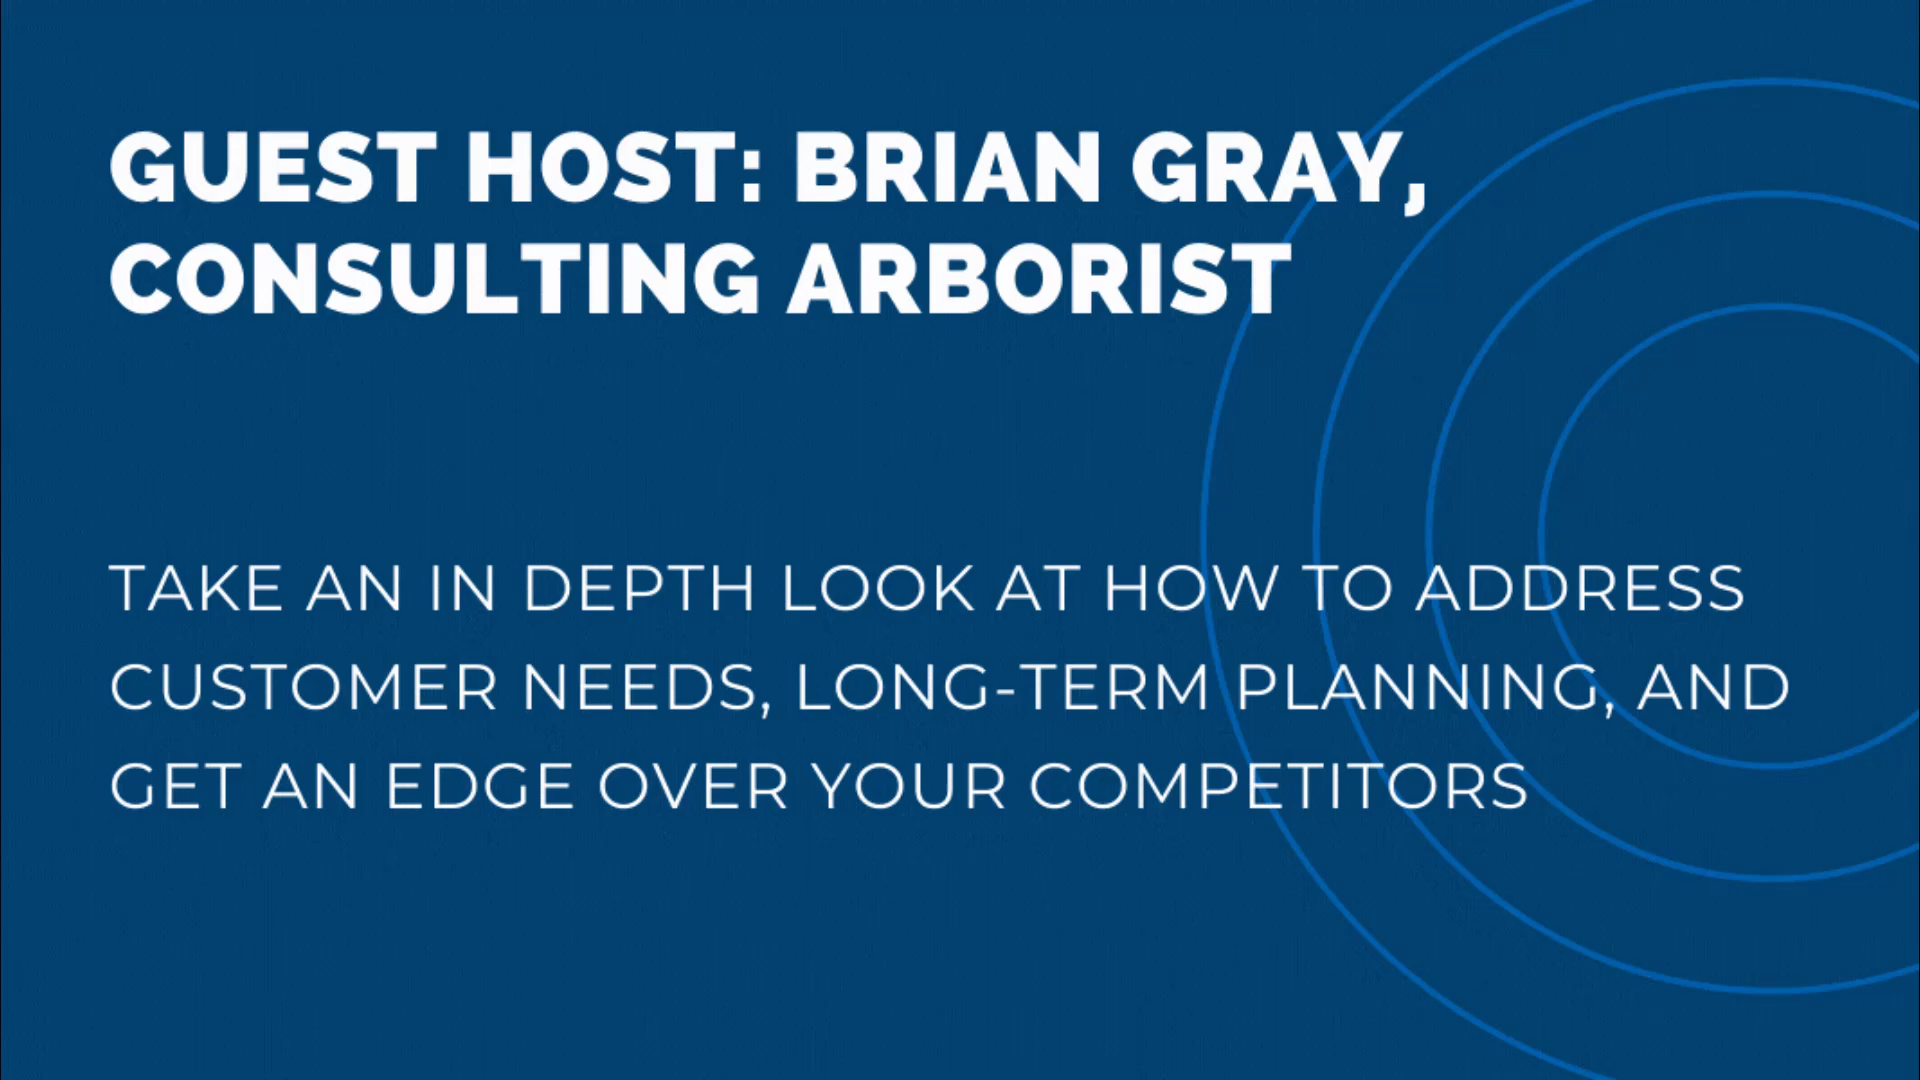 GUEST HOST: BRIAN GRAY,
CONSULTING ARBORIST
TAKE AN IN DEPTH LOOK AT HOW TO ADDRESS
CUSTOMER NEEDS, LONG-TERM PLANNING, AND
GET AN EDGE OVER YOUR COMPETITORS